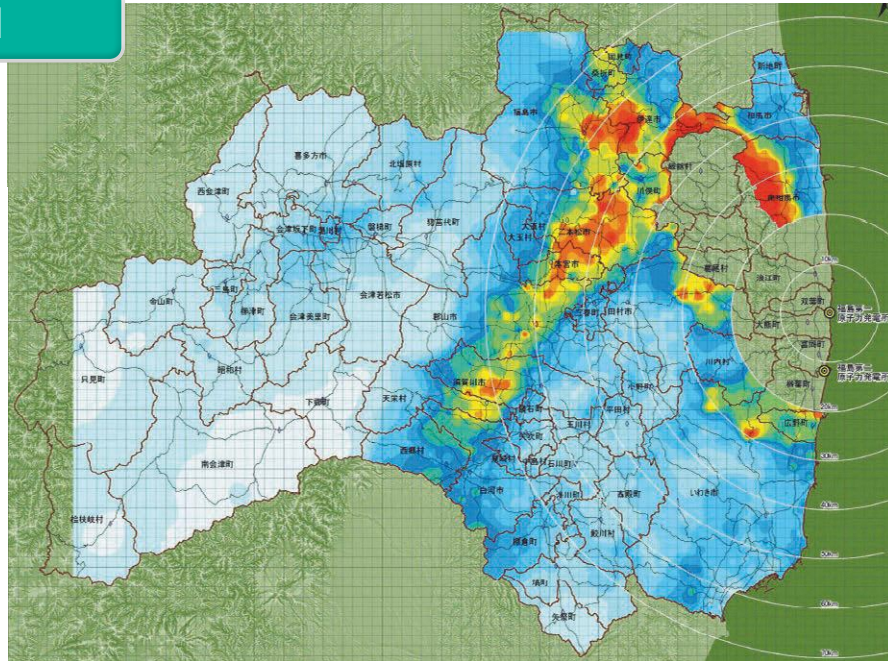 国見町
桑折町
新地町
福島市
伊達市
相馬市
喜多方市
北塩原村
飯舘村
川俣町
西会津町
南相馬市
猪苗代町
会津坂下町
湯川村
磐梯町
大玉村
二本松市
大玉村
本宮市
葛尾村
浪江町
10km
三島町
金山町
柳津町
会津美里町
会津若松市
郡山市
三春町
田村市
双葉町
福島第一
原子力発電所
大熊町
昭和村
富岡町
只見町
川内村
福島第二
原子力発電所
下郷町
天栄村
須賀川市
小野町
楢葉町
20km
鏡石町
平田村
広野町
玉川村
矢吹町
西郷村
南会津町
泉崎村
中島村
石川町
30km
白河市
浅川町
古殿町
いわき市
40km
檜枝岐村
棚倉町
鮫川村
50km
塙町
60km
矢祭町
70km